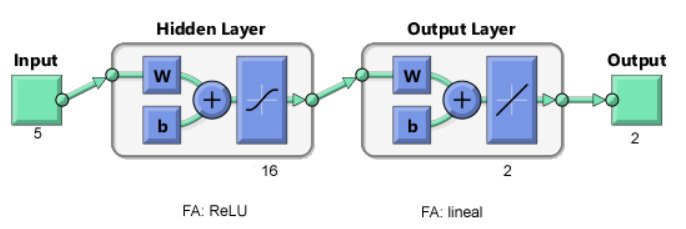 Hidden Layer
Output Layer
Input
Output
W
b
+
W
b
+
5
16
2
2
FA: ReLU
FA: lineal